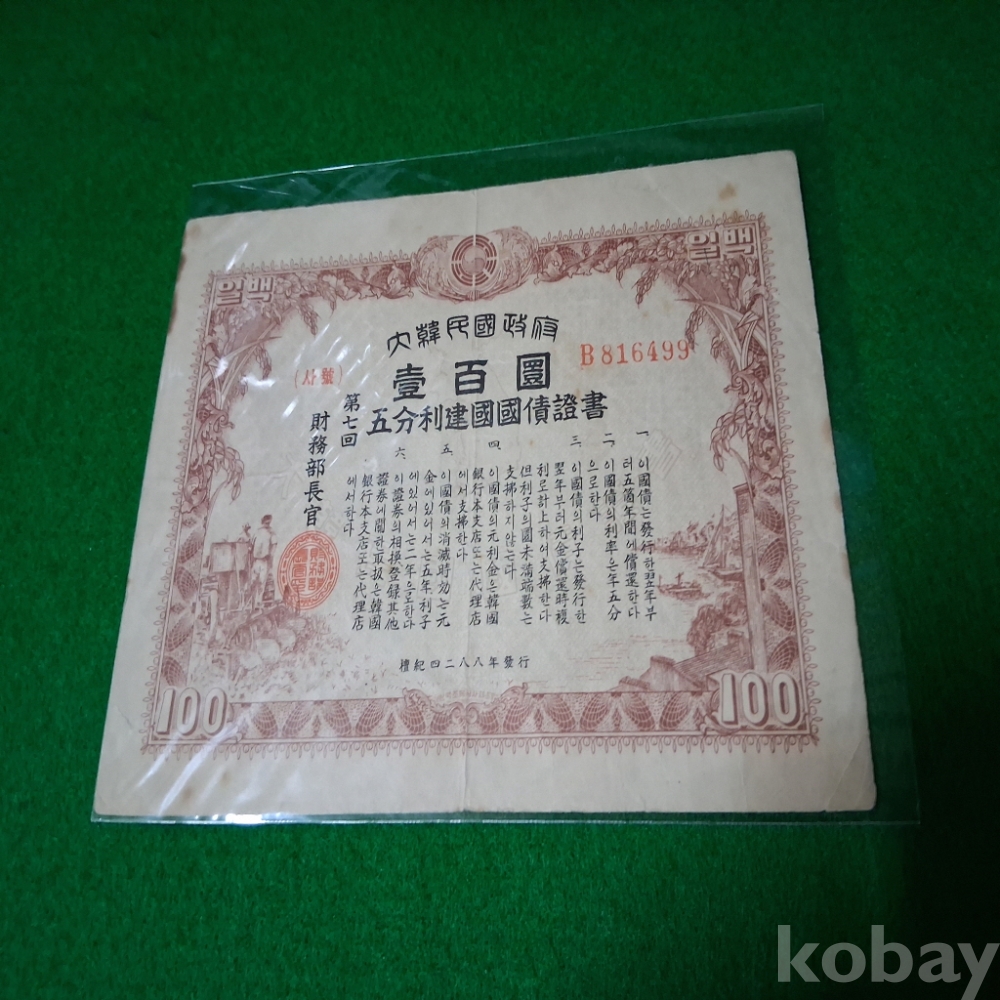 일백
일백
大韓民國政府
B816499
(사 號)
壹百圜
五分利建國國債證書
第七回
財務部長官
一、
이國債는發行한翌年부
터五箇年間에償還한다
二、
이國債의利率은年五分
으로한다
三、
이國債의利子는發行한
翌年부터元金償還時複
利로計上하여支拂한다
但利子의圜未滿端數는
支拂하지않는다
四、
이國債의元利金은韓國
銀行本支店또는代理店
에서支拂한다
五、
이國債의消滅時効는元
金에있어서는五年利子
에있어서는二年으로한다
六、
이證券의相換登錄其他
證券에關한取扱은韓國
銀行本支店또는代理店
에서하다
檀紀四二八八年發行
100
100
kobay